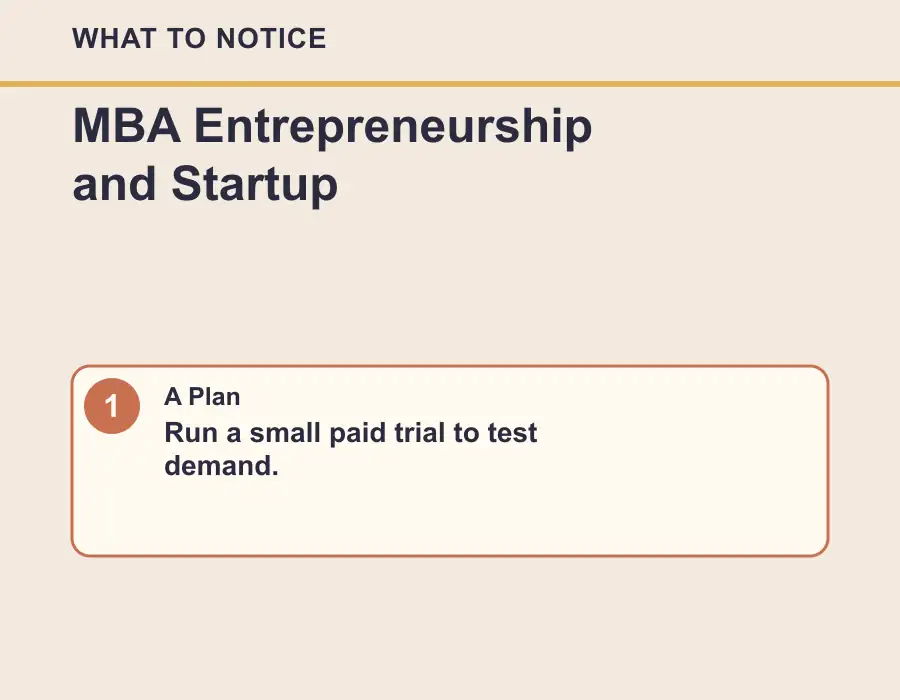 WHAT TO NOTICE
MBA Entrepreneurship
and Startup
1
A Plan
Run a small paid trial to test
demand.